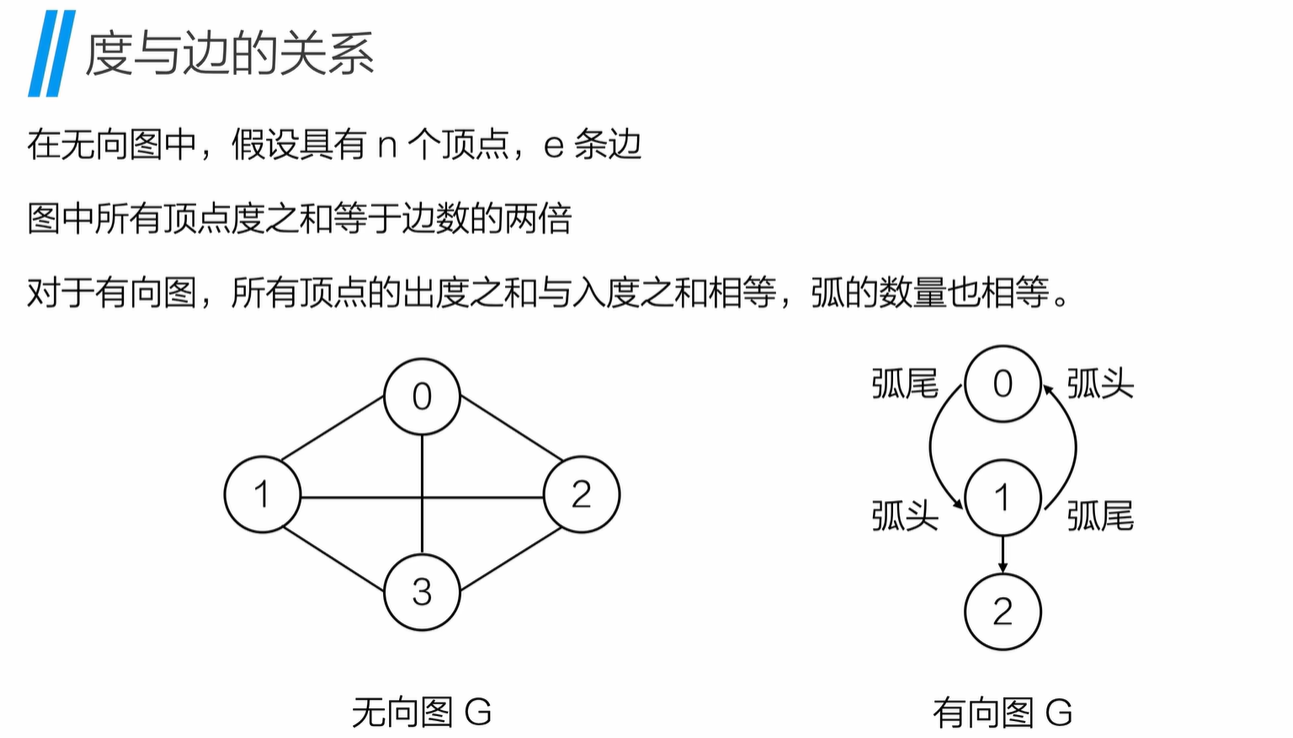 度与边的关系
在无向图中，假设具有 n 个顶点，e 条边
图中所有顶点度之和等于边数的两倍
对于有向图，所有顶点的出度之和与入度之和相等，弧的数量也相等。
0
1
2
3
无向图 G
弧尾
0
弧头
弧头
1
弧尾
2
有向图 G